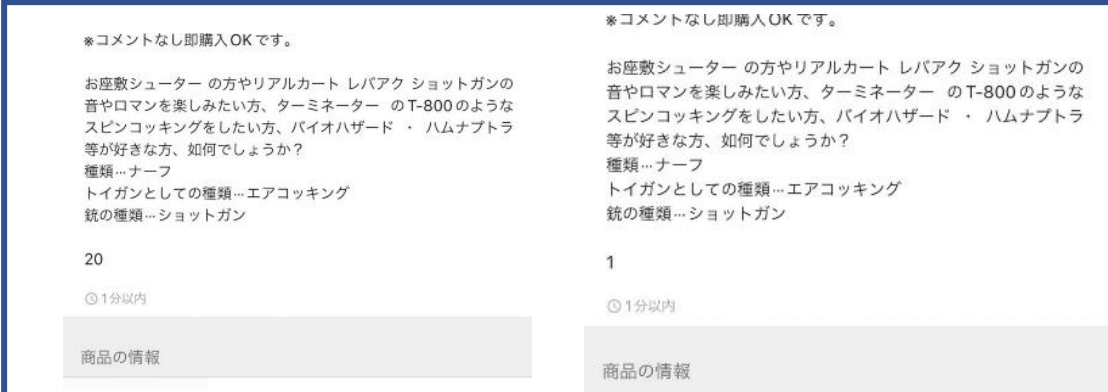 ※コメントなし即購入OKです。
お座敷シューター の方やリアルカート レバアク ショットガンの
音やロマンを楽しみたい方、ターミネーター のT-800のような
スピンコッキングをしたい方、バイオハザード ・ ハムナプトラ
等が好きな方、如何でしょうか？
種類…ナーフ
トイガンとしての種類…エアコッキング
銃の種類…ショットガン
20
1分以内
商品の情報
※コメントなし即購入OKです。
お座敷シューター の方やリアルカート レバアク ショットガンの
音やロマンを楽しみたい方、ターミネーター のT-800のような
スピンコッキングをしたい方、バイオハザード ・ ハムナプトラ
等が好きな方、如何でしょうか？
種類…ナーフ
トイガンとしての種類…エアコッキング
銃の種類…ショットガン
1
1分以内
商品の情報